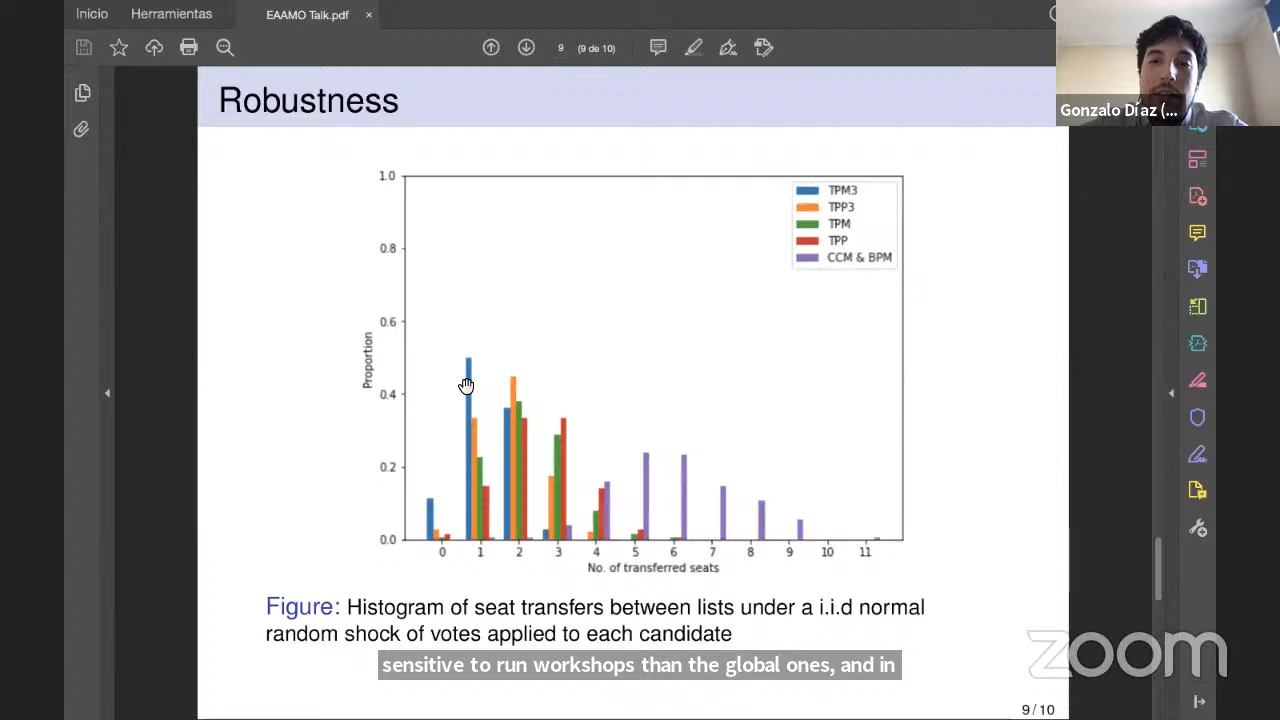 Inicio
Herramientas
EAAMO Talk.pdf
×
9
(9 de 10)
Gonzalo Díaz (...
Robustness
1.0
0.8
0.6
0.4
0.2
0.0
Proportion
TPM3
TPP3
TPM
TPP
CCM & BPM
0 1 2 3 4 5 6 7 8 9 10 11
No. of transferred seats
Figure: Histogram of seat transfers between lists under a i.i.d normal
random shock of votes applied to each candidate
sensitive to run workshops than the global ones, and in
zoom
9/10